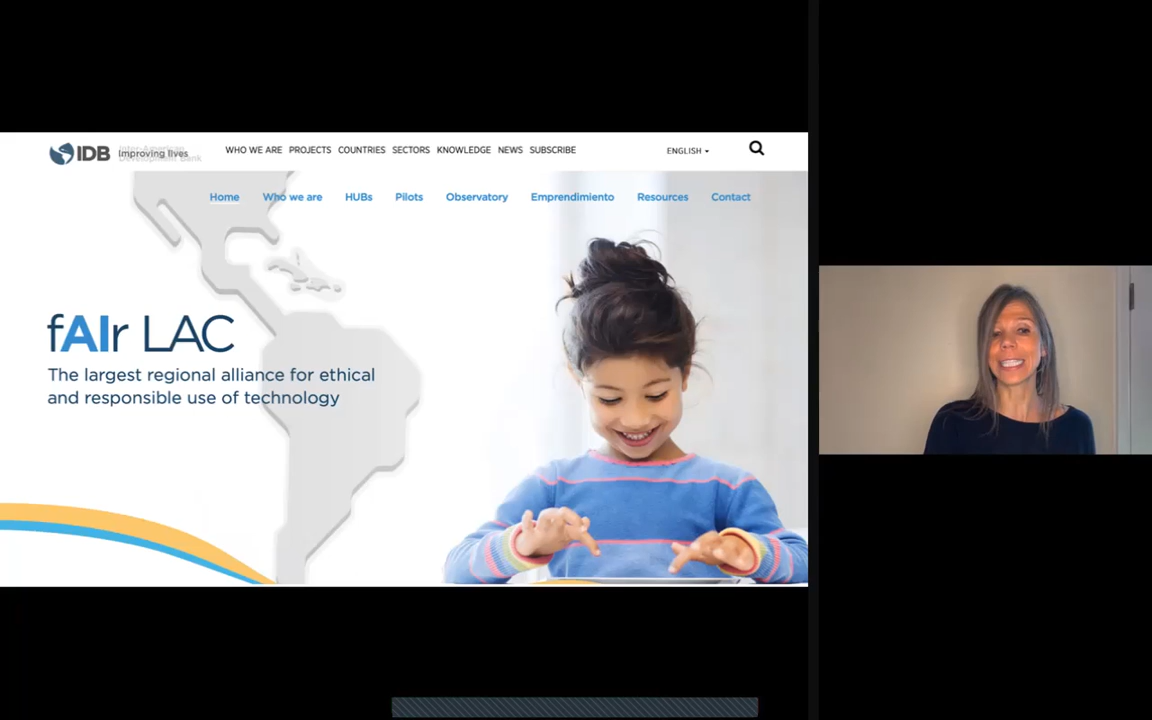 IDB Improving lives
WHO WE ARE PROJECTS COUNTRIES SECTORS KNOWLEDGE NEWS SUBSCRIBE
ENGLISH
Home Who we are HUBs Pilots Observatory Emprendimiento Resources Contact
fAIr LAC
The largest regional alliance for ethical
and responsible use of technology